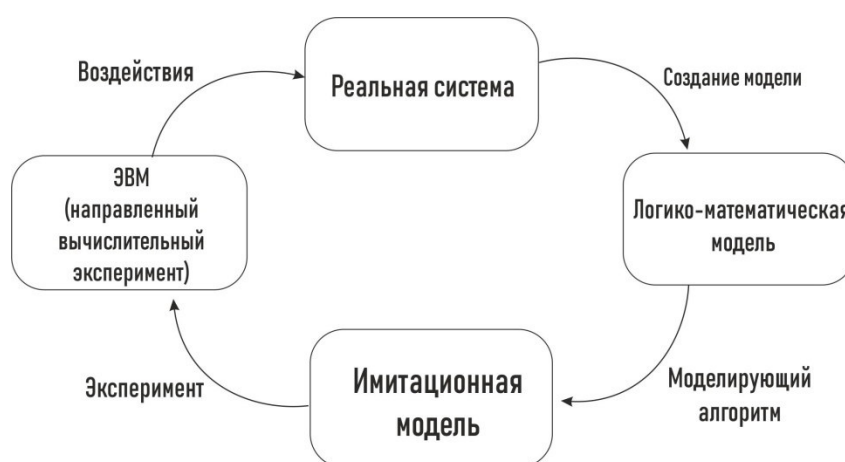 Реальная система
Создание модели
Логико-математическая
модель
Моделирующий
алгоритм
Имитационная
модель
Эксперимент
ЭВМ
(направленный
вычислительный
эксперимент)
Воздействия